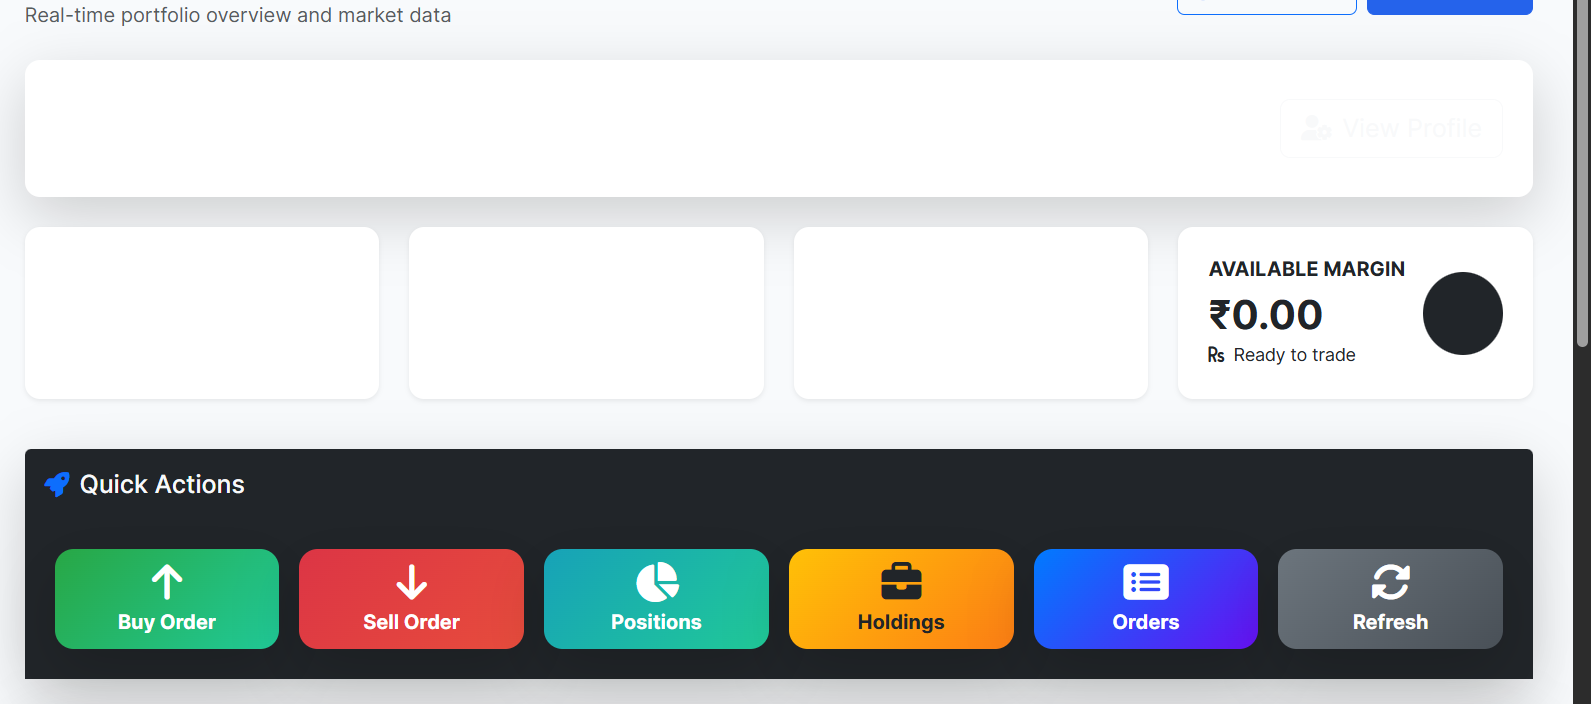 Real-time portfolio overview and market data
View Profile
AVAILABLE MARGIN
₹0.00
₨ Ready to trade
Quick Actions
Buy Order
Sell Order
Positions
Holdings
Orders
Refresh